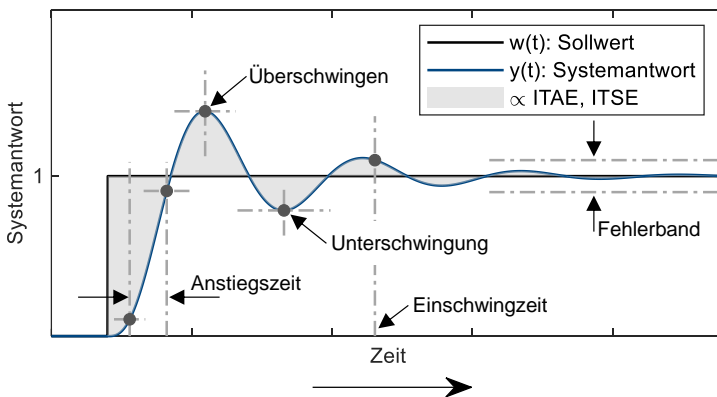 w(t): Sollwert
y(t): Systemantwort
∝ ITAE, ITSE
Überschwingen
Systemantwort
1
Unterschwingung
Fehlerband
Anstiegszeit
Einschwingzeit
Zeit